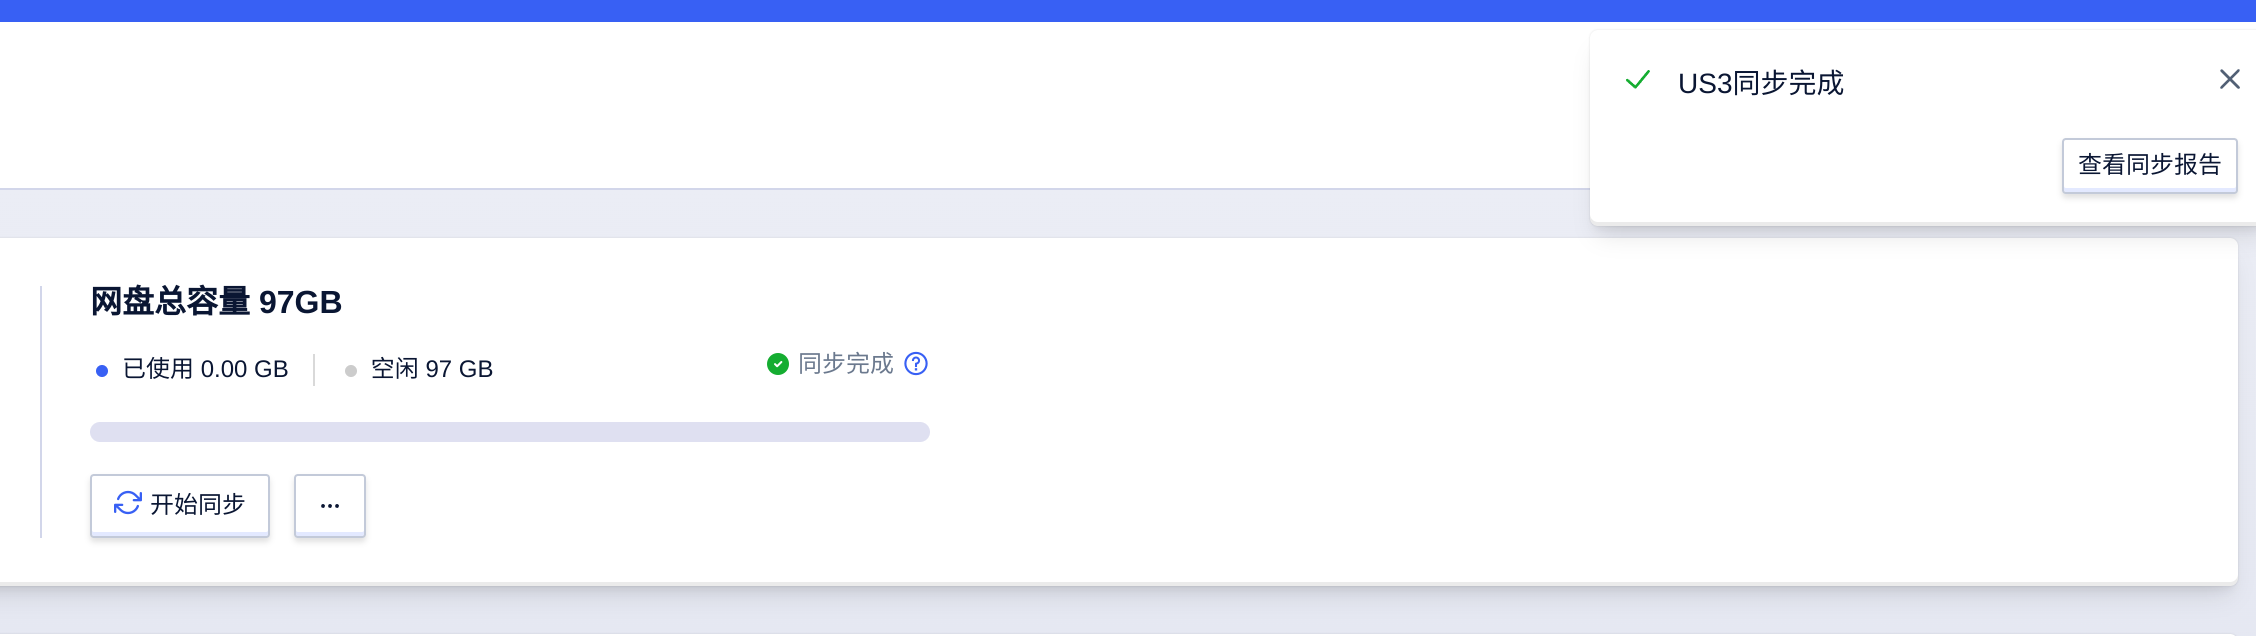 US3同步完成
查看同步报告
网盘总容量 97GB
已使用 0.00 GB
空闲 97 GB
同步完成
开始同步
...